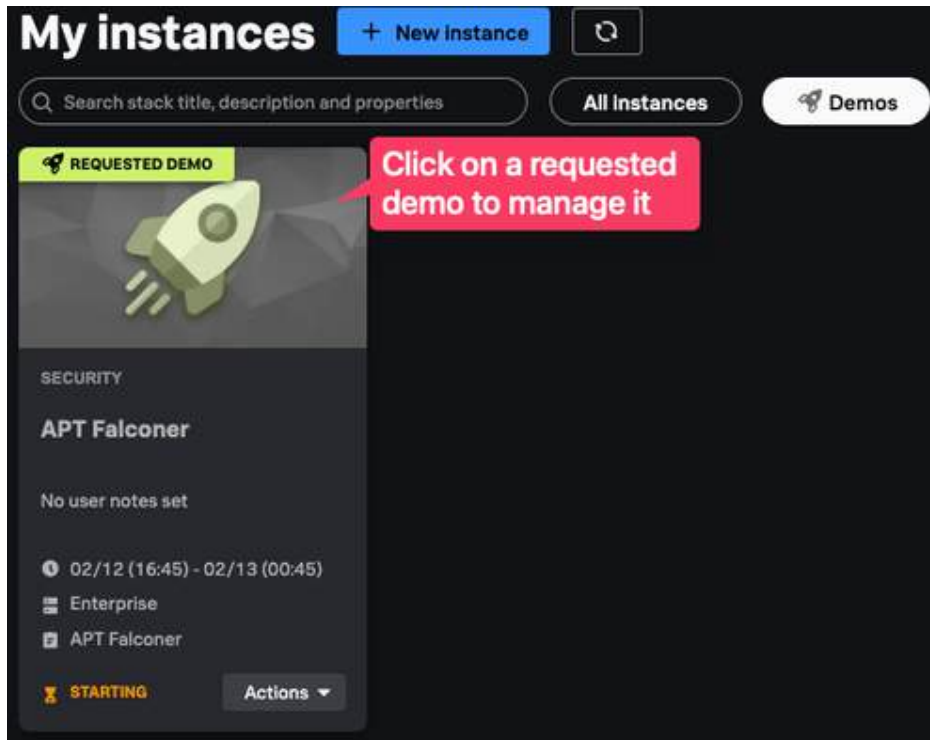 My instances
+ New instance
Search stack title, description and properties
All instances
Demos
REQUESTED DEMO
Click on a requested
demo to manage it
SECURITY
APT Falconer
No user notes set
02/12 (16:45) - 02/13 (00:45)
Enterprise
APT Falconer
STARTING
Actions